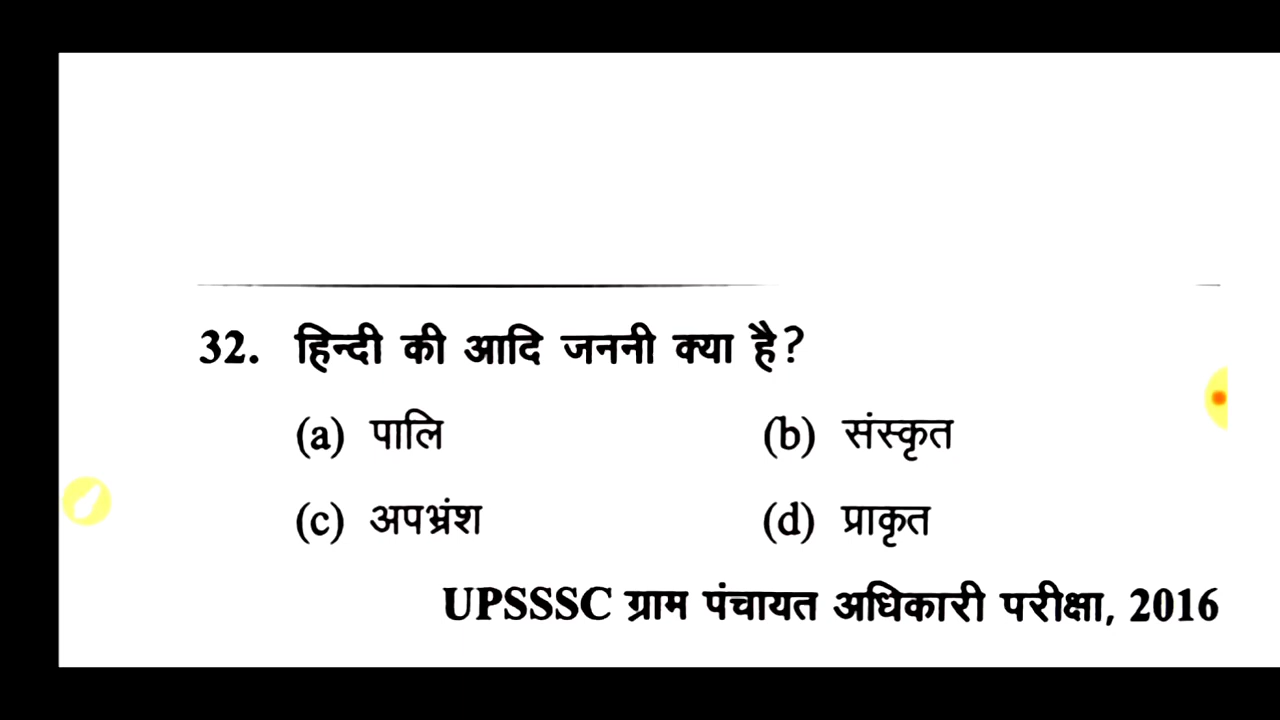 32. हिन्दी की आदि जननी क्या है?
(a) पालि (b) संस्कृत
(c) अपभ्रंश (d) प्राकृत
UPSSSC ग्राम पंचायत अधिकारी परीक्षा, 2016